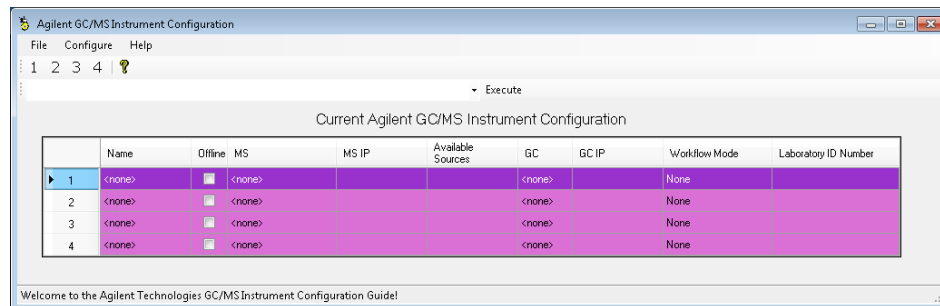 Agilent GC/MS Instrument Configuration
File Configure Help
1 2 3 4 ?
Execute
Current Agilent GC/MS Instrument Configuration
Name Offline MS MS IP Available Sources GC GC IP Workflow Mode Laboratory ID Number
1 <none> <none> <none> None
2 <none> <none> <none> None
3 <none> <none> <none> None
4 <none> <none> <none> None
Welcome to the Agilent Technologies GC/MS Instrument Configuration Guide!